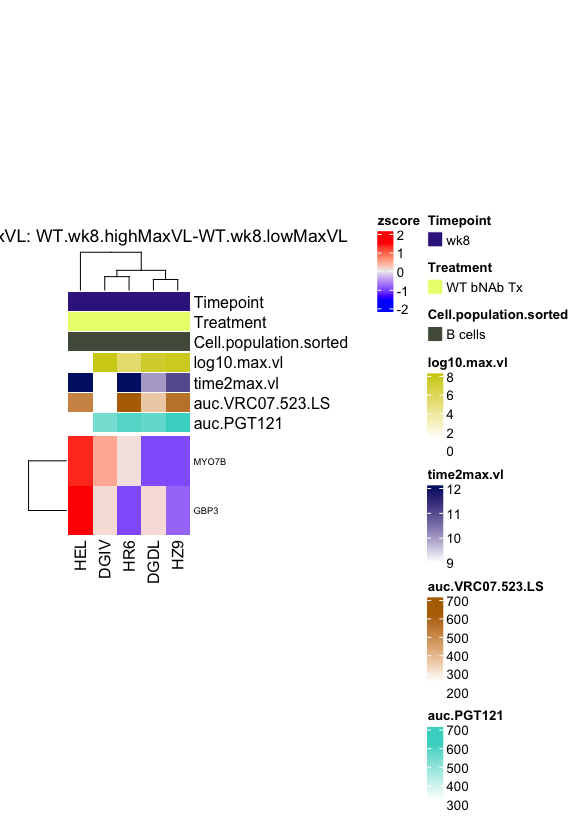 xVL: WT.wk8.highMaxVL-WT.wk8.lowMaxVL
Timepoint
Treatment
Cell.population.sorted
log10.max.vl
time2max.vl
auc.VRC07.523.LS
auc.PGT121
MYO7B
GBP3
HEL
DGIV
HR6
DGDL
HZ9
zscore
2
1
0
-1
-2
Timepoint
wk8
Treatment
WT bNAb Tx
Cell.population.sorted
B cells
log10.max.vl
8
6
4
2
0
time2max.vl
12
11
10
9
auc.VRC07.523.LS
700
600
500
400
300
200
auc.PGT121
700
600
500
400
300